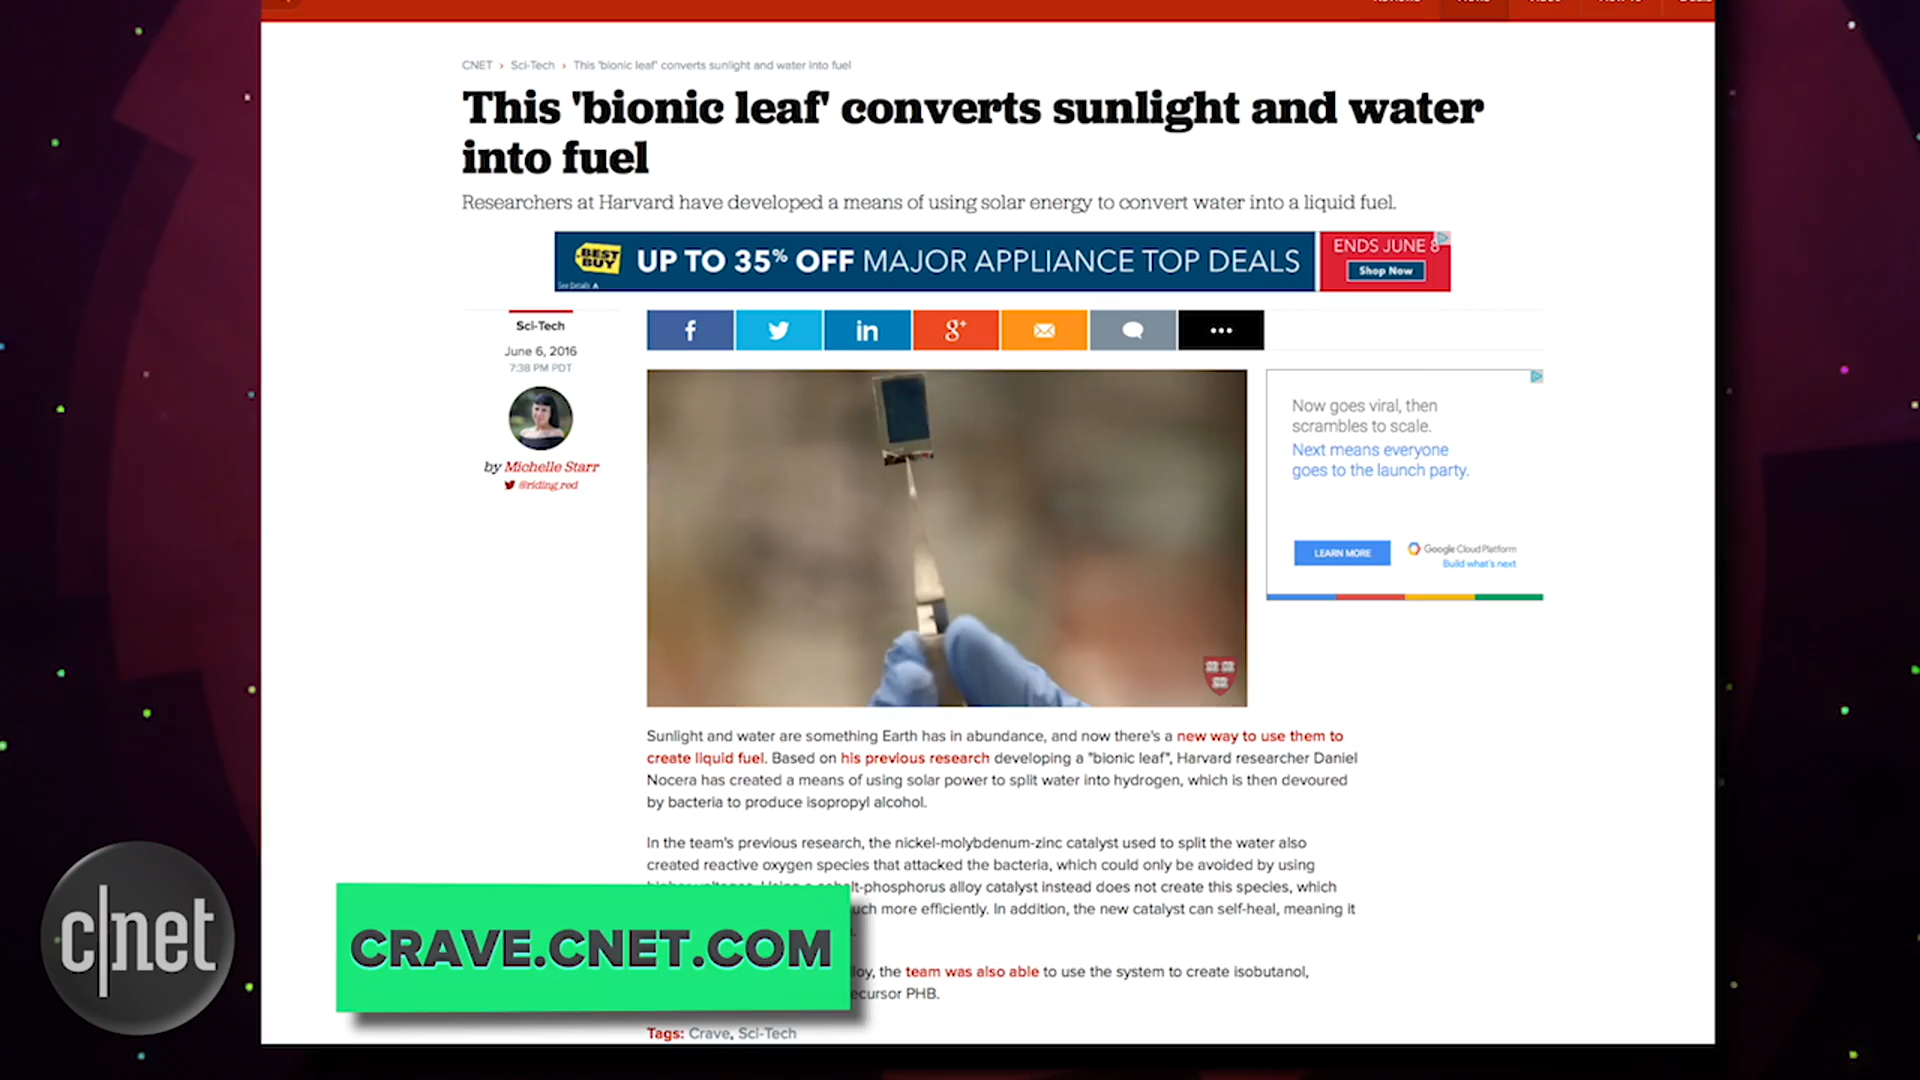 CNET › Sci-Tech › This 'bionic leaf' converts sunlight and water into fuel
This 'bionic leaf' converts sunlight and water
into fuel
Researchers at Harvard have developed a means of using solar energy to convert water into a liquid fuel.
BEST BUY
See Details
UP TO 35% OFF MAJOR APPLIANCE TOP DEALS
ENDS JUNE 8
Shop Now
Sci-Tech
June 6, 2016
7:38 PM PDT
by Michelle Starr
@riding_red
f
in
g+
Now goes viral, then
scrambles to scale.
Next means everyone
goes to the launch party.
LEARN MORE
Google Cloud Platform
Build what's next
Sunlight and water are something Earth has in abundance, and now there's a new way to use them to
create liquid fuel. Based on his previous research developing a "bionic leaf", Harvard researcher Daniel
Nocera has created a means of using solar power to split water into hydrogen, which is then devoured
by bacteria to produce isopropyl alcohol.
In the team's previous research, the nickel-molybdenum-zinc catalyst used to split the water also
created reactive oxygen species that attacked the bacteria, which could only be avoided by using
lt-phosphorus alloy catalyst instead does not create this species, which
uch more efficiently. In addition, the new catalyst can self-heal, meaning it
loy, the team was also able to use the system to create isobutanol,
ecursor PHB.
Tags: Crave, Sci-Tech
CRAVE.CNET.COM
c|net